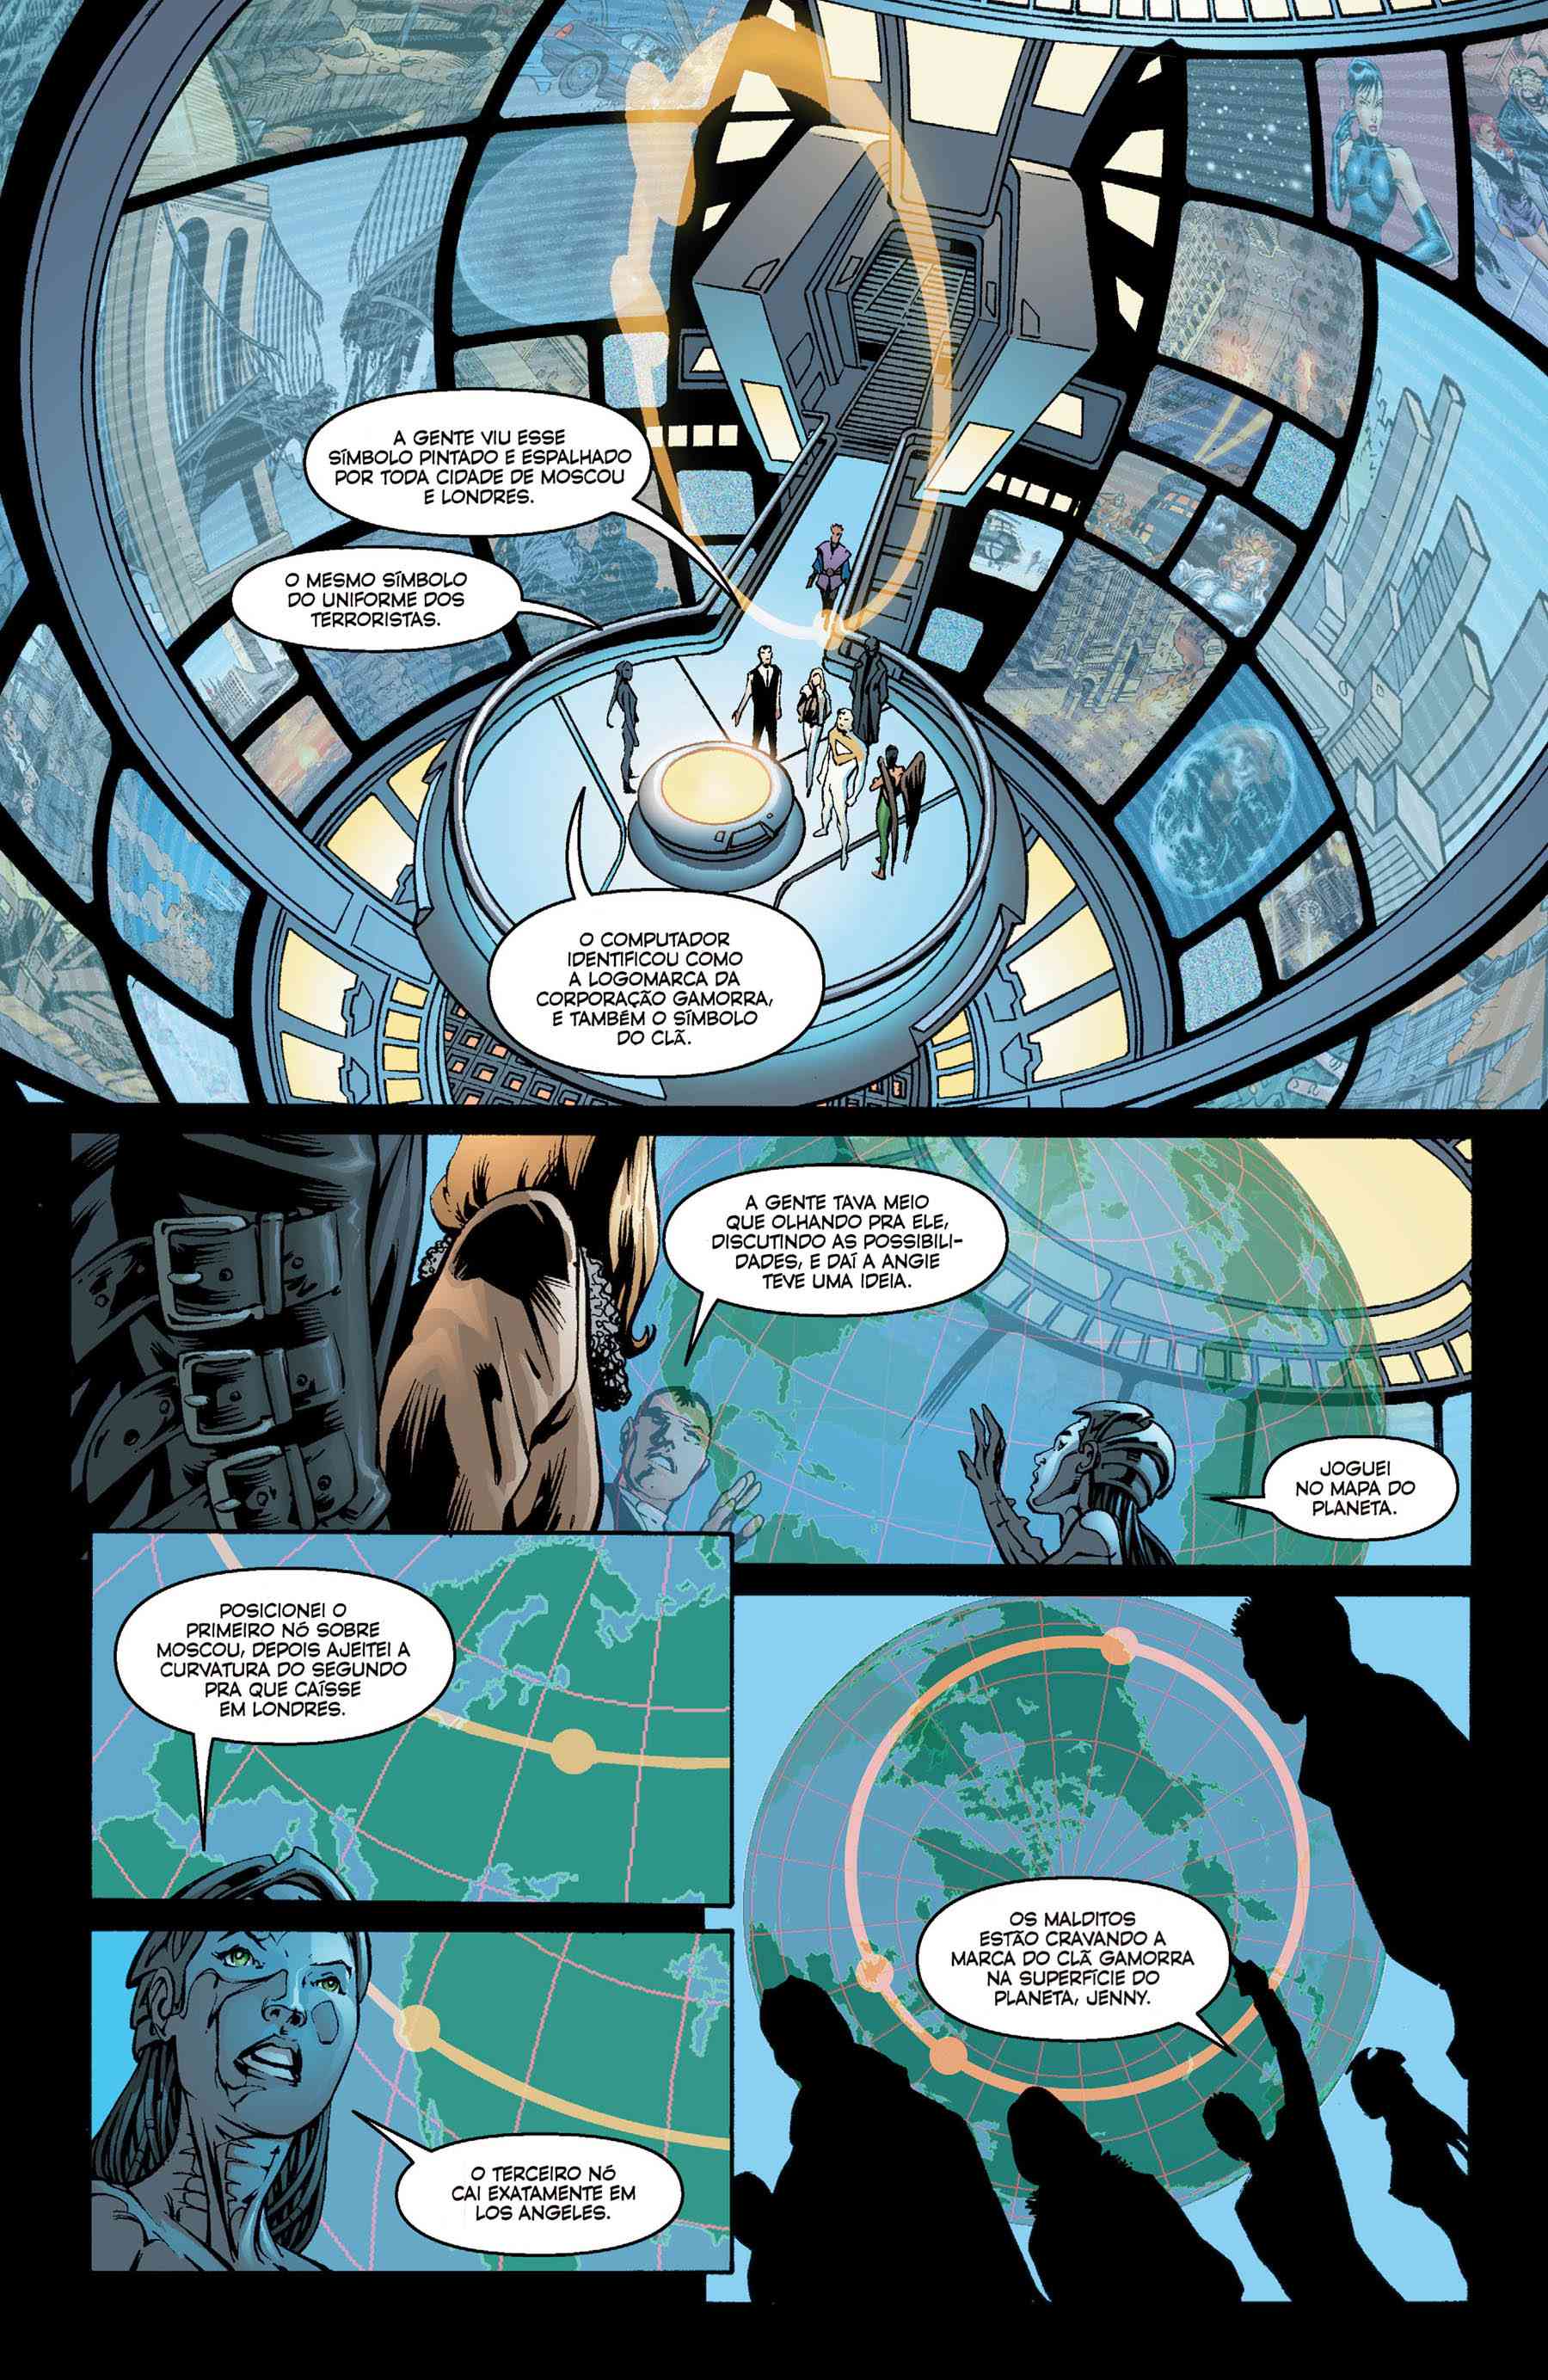 A GENTE VIU ESSE
SÍMBOLO PINTADO E ESPALHADO
POR TODA CIDADE DE MOSCOU
E LONDRES.
O MESMO SÍMBOLO
DO UNIFORME DOS
TERRORISTAS.
O COMPUTADOR
IDENTIFICOU COMO
A LOGOMARCA DA
CORPORAÇÃO GAMORRA,
E TAMBÉM O SÍMBOLO
DO CLÃ.
A GENTE TAVA MEIO
QUE OLHANDO PRA ELE,
DISCUTINDO AS POSSIBILI-
DADES, E DAÍ A ANGIE
TEVE UMA IDEIA.
JOGUEI
NO MAPA DO
PLANETA.
POSICIONEI O
PRIMEIRO NÓ SOBRE
MOSCOU, DEPOIS AJEITEI A
CURVATURA DO SEGUNDO
PRA QUE CAÍSSE
EM LONDRES.
O TERCEIRO NÓ
CAI EXATAMENTE EM
LOS ANGELES.
OS MALDITOS
ESTÃO CRAVANDO A
MARCA DO CLÃ GAMORRA
NA SUPERFÍCIE DO
PLANETA, JENNY.